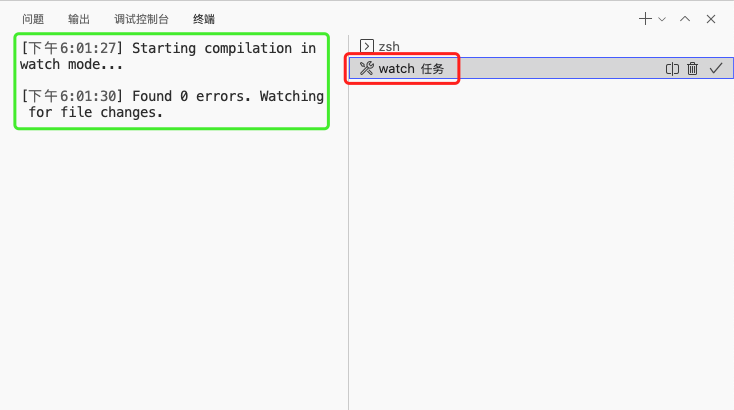 问题 输出 调试控制台 终端
[下午6:01:27] Starting compilation in
watch mode...
[下午6:01:30] Found 0 errors. Watching
for file changes.
zsh
watch 任务